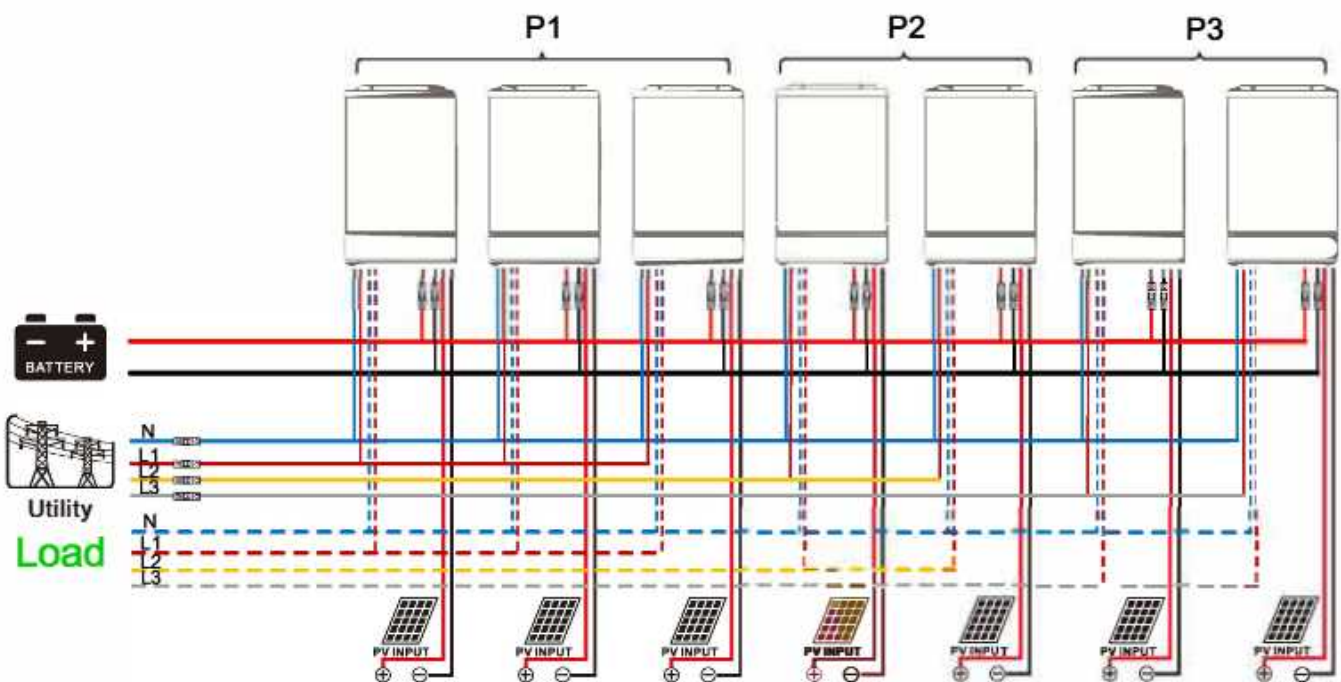 P1 P2 P3
− +
BATTERY
N
L1
L2
L3
Utility
N
Load
L1
L2
L3
PV INPUT PV INPUT PV INPUT PV INPUT PV INPUT PV INPUT PV INPUT
⊕ ⊖ ⊕ ⊖ ⊕ ⊖ ⊕ ⊖ ⊕ ⊖ ⊕ ⊖ ⊕ ⊖